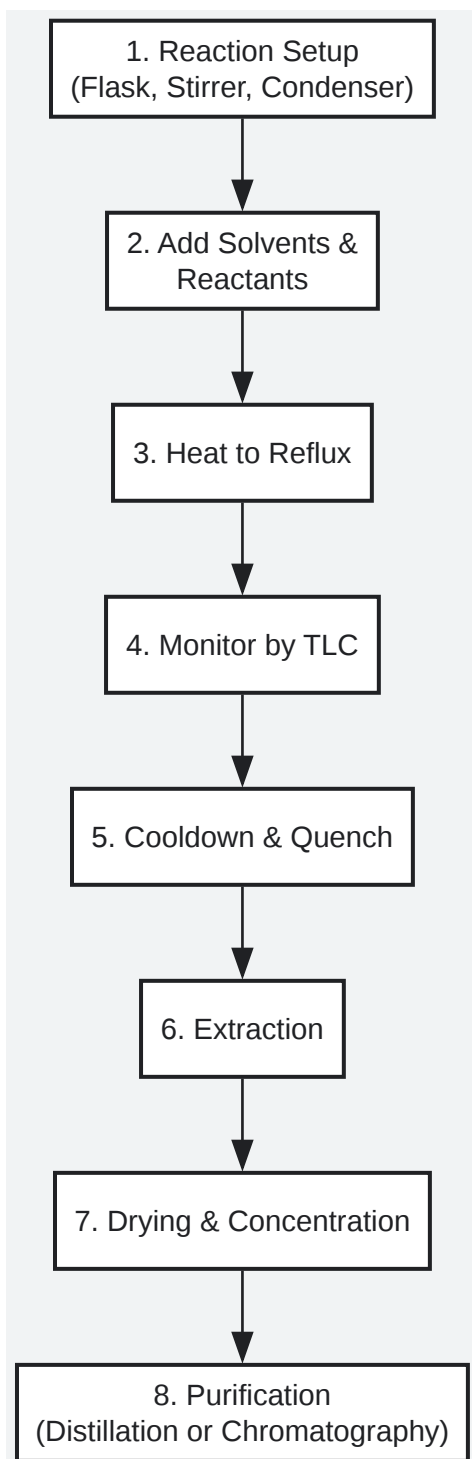 1. Reaction Setup
(Flask, Stirrer, Condenser)
2. Add Solvents &
Reactants
3. Heat to Reflux
4. Monitor by TLC
5. Cooldown & Quench
6. Extraction
7. Drying & Concentration
8. Purification
(Distillation or Chromatography)